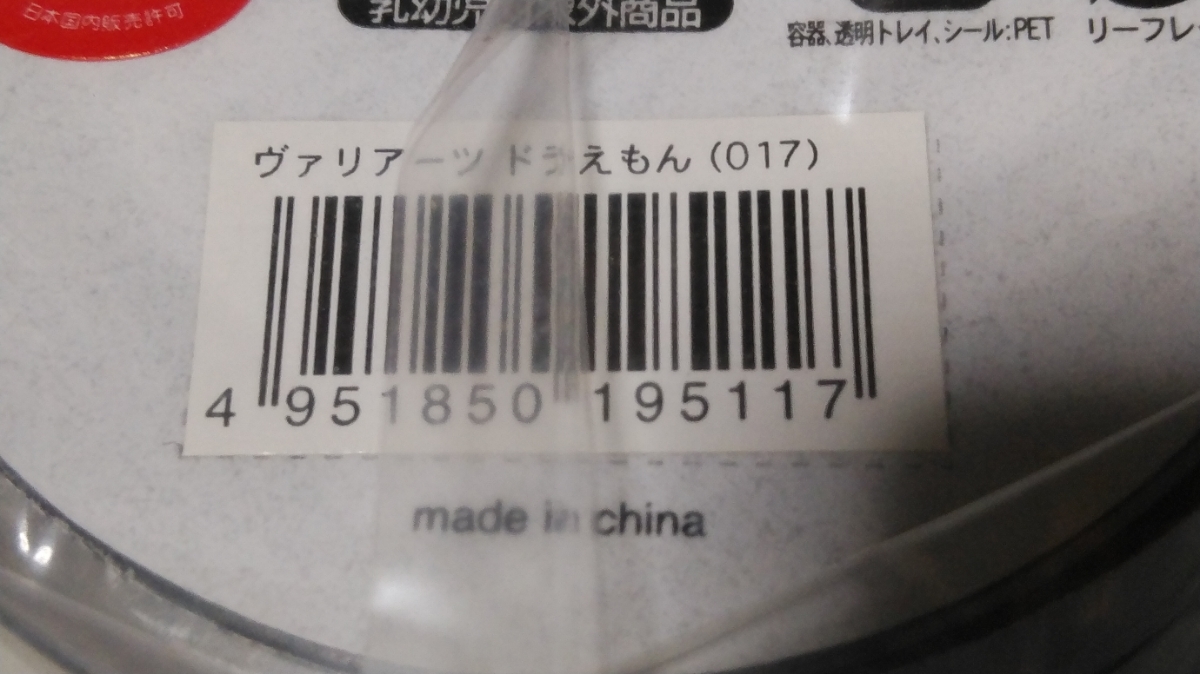 日本国内販売許可
乳幼児 対象外商品
容器、透明トレイ、シール:PET リーフレ
ヴァリアーツ ドラえもん (017)
4 951850 195117
made in china